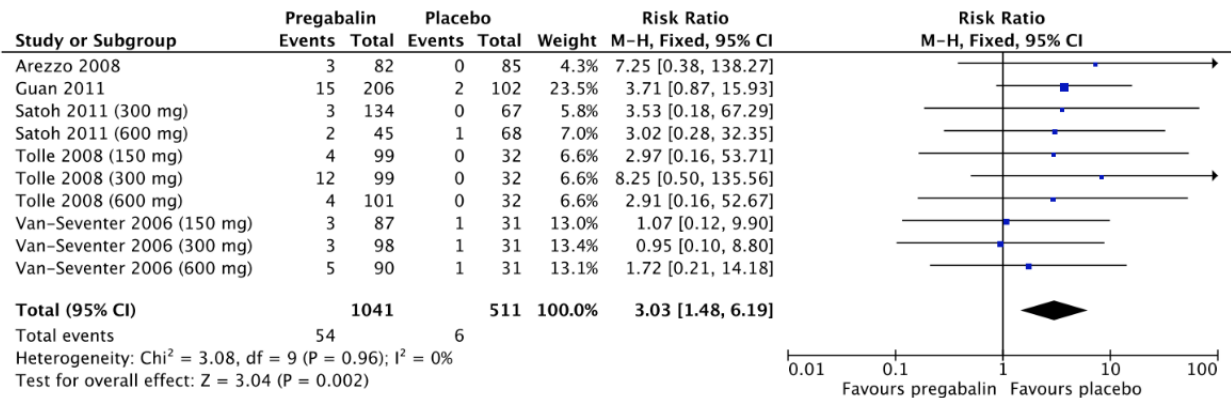 Pregabalin Placebo Risk Ratio Risk Ratio
Study or Subgroup Events Total Events Total Weight M-H, Fixed, 95% CI M-H, Fixed, 95% CI
Arezzo 2008 3 82 0 85 4.3% 7.25 [0.38, 138.27]
Guan 2011 15 206 2 102 23.5% 3.71 [0.87, 15.93]
Satoh 2011 (300 mg) 3 134 0 67 5.8% 3.53 [0.18, 67.29]
Satoh 2011 (600 mg) 2 45 1 68 7.0% 3.02 [0.28, 32.35]
Tolle 2008 (150 mg) 4 99 0 32 6.6% 2.97 [0.16, 53.71]
Tolle 2008 (300 mg) 12 99 0 32 6.6% 8.25 [0.50, 135.56]
Tolle 2008 (600 mg) 4 101 0 32 6.6% 2.91 [0.16, 52.67]
Van-Seventer 2006 (150 mg) 3 87 1 31 13.0% 1.07 [0.12, 9.90]
Van-Seventer 2006 (300 mg) 3 98 1 31 13.4% 0.95 [0.10, 8.80]
Van-Seventer 2006 (600 mg) 5 90 1 31 13.1% 1.72 [0.21, 14.18]
Total (95% CI) 1041 511 100.0% 3.03 [1.48, 6.19]
Total events 54 6
Heterogeneity: Chi² = 3.08, df = 9 (P = 0.96); I² = 0%
Test for overall effect: Z = 3.04 (P = 0.002)
0.01 0.1 1 10 100
Favours pregabalin Favours placebo